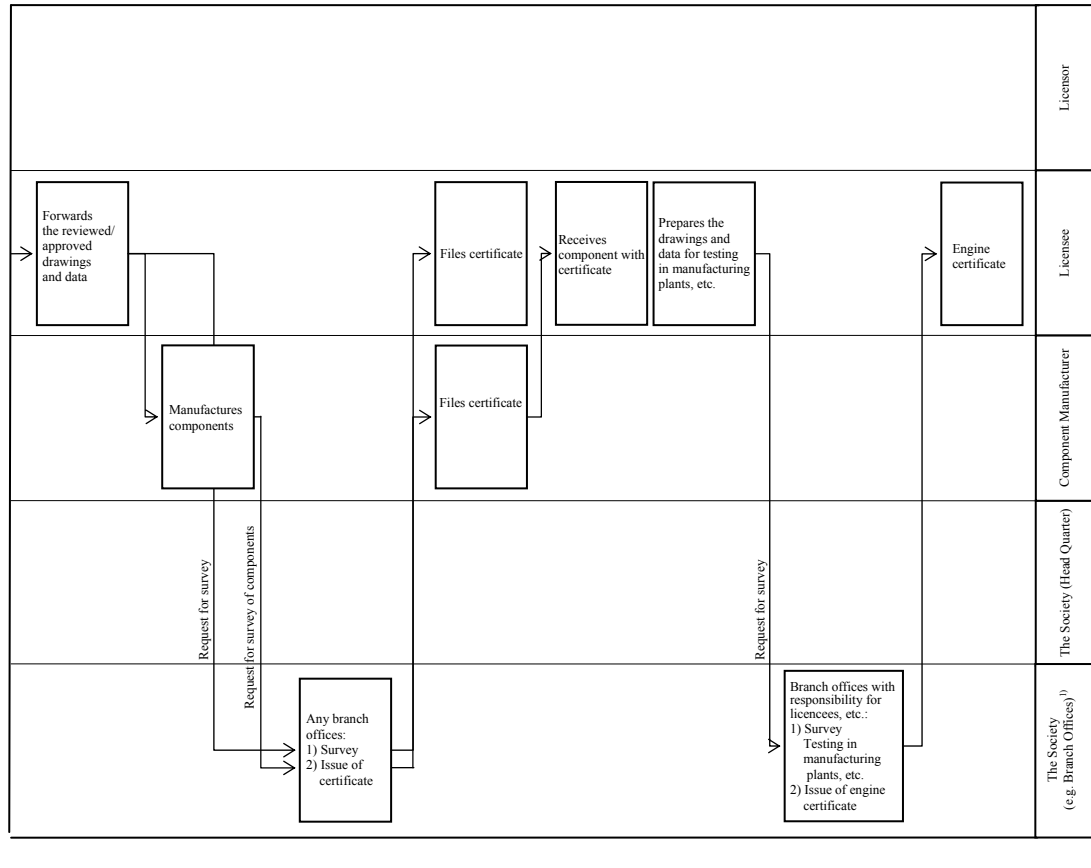 Licensor
Forwards
the reviewed/
approved
drawings
and data
Files certificate
Receives
component with
certificate
Prepares the
drawings and
data for testing
in manufacturing
plants, etc.
Engine
certificate
Licensee
Manufactures
components
Files certificate
Component Manufacturer
Request for survey
Request for survey of components
Request for survey
The Society (Head Quarter)
Any branch
offices:
1) Survey
2) Issue of
certificate
Branch offices with
responsibility for
licencees, etc.:
1) Survey
Testing in
manufacturing
plants, etc.
2) Issue of engine
certificate
The Society
(e.g. Branch Offices)1)